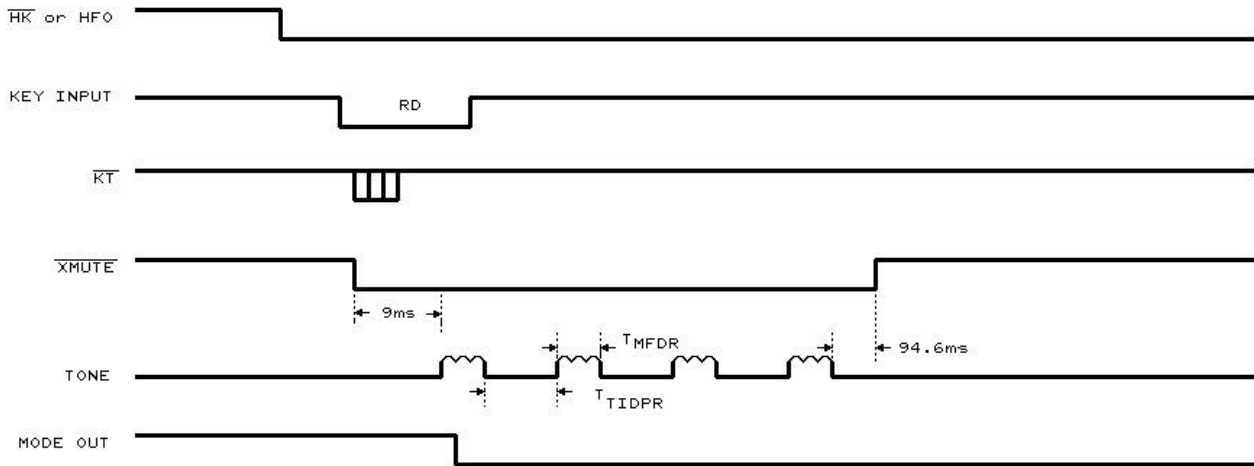 HK or HFO
KEY INPUT
RD
KT
XMUTE
9ms
TMFDR
94.6ms
TONE
TTIDPR
MODE OUT